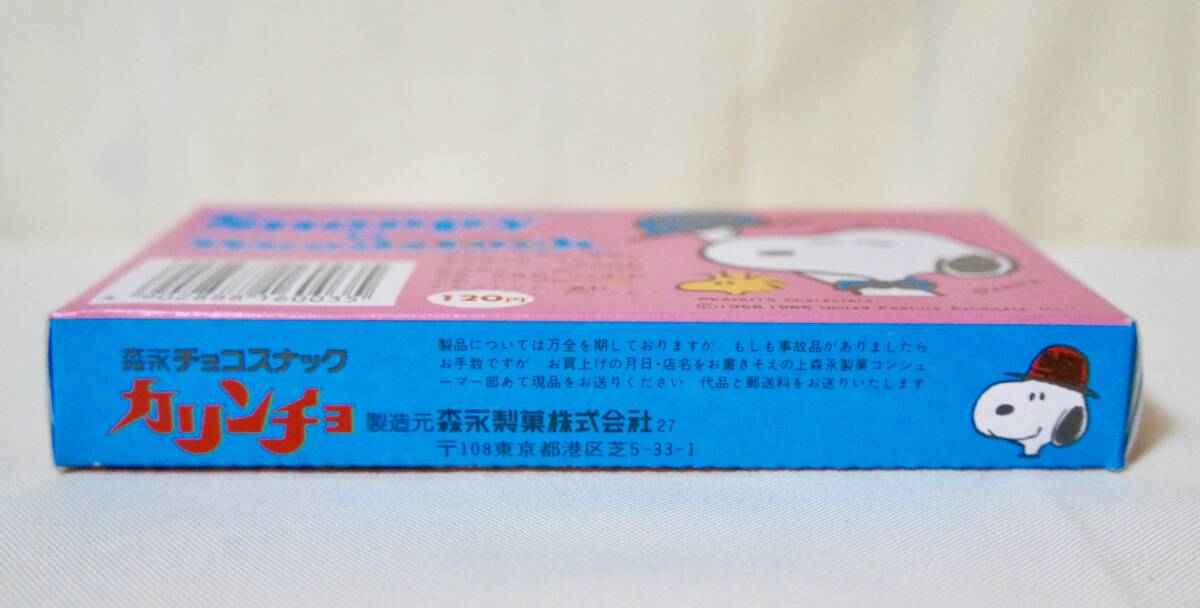 Snoopy
& Woodstock
120円
PEANUTS Characters:
©1958,1965 United Feature Syndicate, Inc.
森永チョコスナック
カリンチョ
製品については万全を期しておりますが もしも事故品がありましたら
お手数ですが お買上げの月日・店名をお書きそえの上森永製菓コンシュ
ーマー部あて現品をお送りください 代品と郵送料をお送りいたします
製造元 森永製菓株式会社 27
〒108東京都港区芝5-33-1